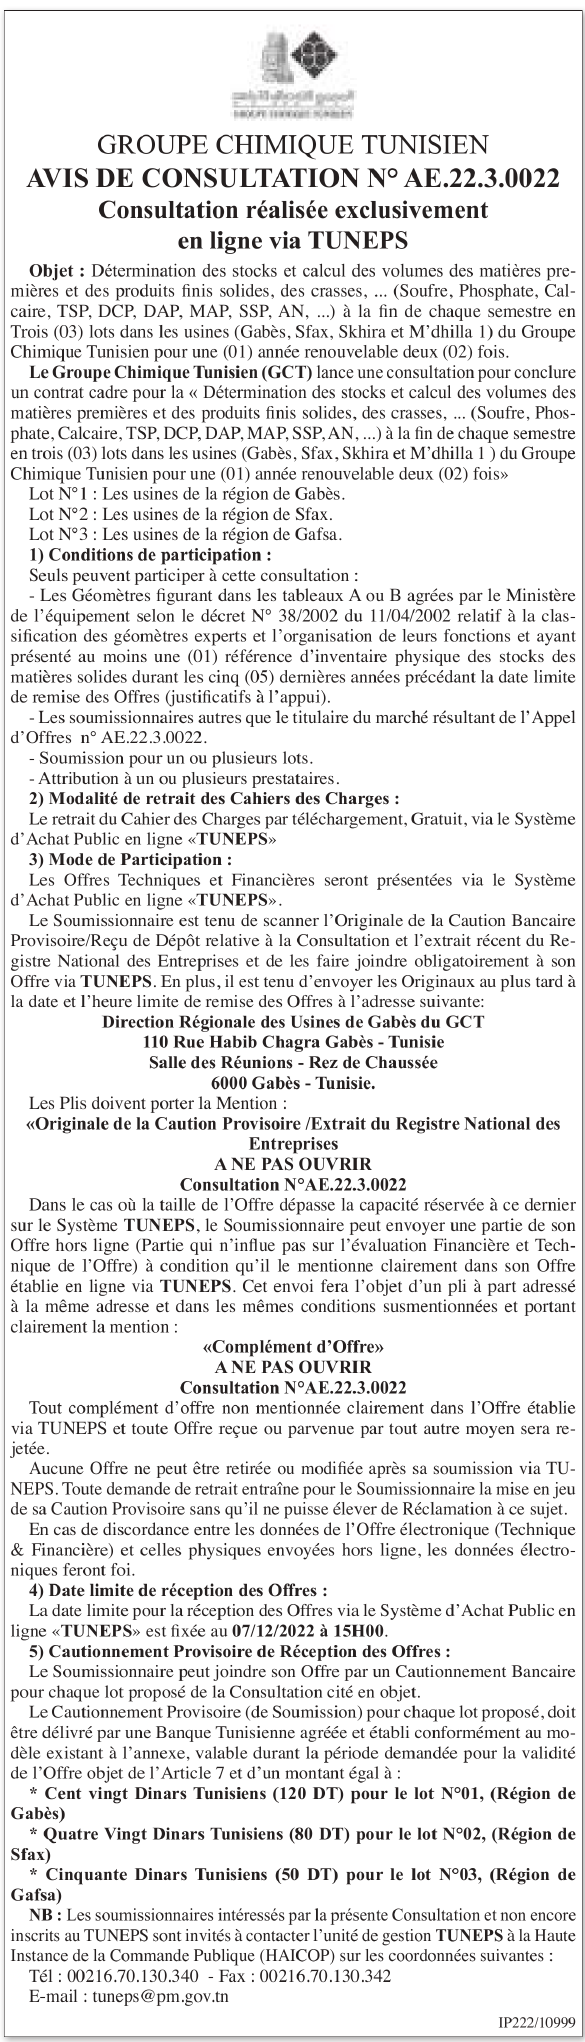 GROUPE CHIMIQUE TUNISIEN
GROUPE CHIMIQUE TUNISIEN
AVIS DE CONSULTATION N° AE.22.3.0022
Consultation réalisée exclusivement
en ligne via TUNEPS
Objet : Détermination des stocks et calcul des volumes des matières pre-
mières et des produits finis solides, des crasses, ... (Soufre, Phosphate, Cal-
caire, TSP, DCP, DAP, MAP, SSP, AN, ...) à la fin de chaque semestre en
Trois (03) lots dans les usines (Gabès, Sfax, Skhira et M’dhilla 1) du Groupe
Chimique Tunisien pour une (01) année renouvelable deux (02) fois.
Le Groupe Chimique Tunisien (GCT) lance une consultation pour conclure
un contrat cadre pour la « Détermination des stocks et calcul des volumes des
matières premières et des produits finis solides, des crasses, ... (Soufre, Phos-
phate, Calcaire, TSP, DCP, DAP, MAP, SSP, AN, ...) à la fin de chaque semestre
en trois (03) lots dans les usines (Gabès, Sfax, Skhira et M’dhilla 1 ) du Groupe
Chimique Tunisien pour une (01) année renouvelable deux (02) fois»
Lot N°1 : Les usines de la région de Gabès.
Lot N°2 : Les usines de la région de Sfax.
Lot N°3 : Les usines de la région de Gafsa.
1) Conditions de participation :
Seuls peuvent participer à cette consultation :
- Les Géomètres figurant dans les tableaux A ou B agrées par le Ministère
de l’équipement selon le décret N° 38/2002 du 11/04/2002 relatif à la clas-
sification des géomètres experts et l’organisation de leurs fonctions et ayant
présenté au moins une (01) référence d’inventaire physique des stocks des
matières solides durant les cinq (05) dernières années précédant la date limite
de remise des Offres (justificatifs à l’appui).
- Les soumissionnaires autres que le titulaire du marché résultant de l’Appel
d’Offres n° AE.22.3.0022.
- Soumission pour un ou plusieurs lots.
- Attribution à un ou plusieurs prestataires.
2) Modalité de retrait des Cahiers des Charges :
Le retrait du Cahier des Charges par téléchargement, Gratuit, via le Système
d’Achat Public en ligne «TUNEPS»
3) Mode de Participation :
Les Offres Techniques et Financières seront présentées via le Système
d’Achat Public en ligne «TUNEPS».
Le Soumissionnaire est tenu de scanner l’Originale de la Caution Bancaire
Provisoire/Reçu de Dépôt relative à la Consultation et l’extrait récent du Re-
gistre National des Entreprises et de les faire joindre obligatoirement à son
Offre via TUNEPS. En plus, il est tenu d’envoyer les Originaux au plus tard à
la date et l’heure limite de remise des Offres à l’adresse suivante:
Direction Régionale des Usines de Gabès du GCT
110 Rue Habib Chagra Gabès - Tunisie
Salle des Réunions - Rez de Chaussée
6000 Gabès - Tunisie.
Les Plis doivent porter la Mention :
«Originale de la Caution Provisoire /Extrait du Registre National des
Entreprises
A NE PAS OUVRIR
Consultation N°AE.22.3.0022
Dans le cas où la taille de l’Offre dépasse la capacité réservée à ce dernier
sur le Système TUNEPS, le Soumissionnaire peut envoyer une partie de son
Offre hors ligne (Partie qui n’influe pas sur l’évaluation Financière et Tech-
nique de l’Offre) à condition qu’il le mentionne clairement dans son Offre
établie en ligne via TUNEPS. Cet envoi fera l’objet d’un pli à part adressé
à la même adresse et dans les mêmes conditions susmentionnées et portant
clairement la mention :
«Complément d’Offre»
A NE PAS OUVRIR
Consultation N°AE.22.3.0022
Tout complément d’offre non mentionnée clairement dans l’Offre établie
via TUNEPS et toute Offre reçue ou parvenue par tout autre moyen sera re-
jetée.
Aucune Offre ne peut être retirée ou modifiée après sa soumission via TU-
NEPS. Toute demande de retrait entraîne pour le Soumissionnaire la mise en jeu
de sa Caution Provisoire sans qu’il ne puisse élever de Réclamation à ce sujet.
En cas de discordance entre les données de l’Offre électronique (Technique
& Financière) et celles physiques envoyées hors ligne, les données électro-
niques feront foi.
4) Date limite de réception des Offres :
La date limite pour la réception des Offres via le Système d’Achat Public en
ligne «TUNEPS» est fixée au 07/12/2022 à 15H00.
5) Cautionnement Provisoire de Réception des Offres :
Le Soumissionnaire peut joindre son Offre par un Cautionnement Bancaire
pour chaque lot proposé de la Consultation cité en objet.
Le Cautionnement Provisoire (de Soumission) pour chaque lot proposé, doit
être délivré par une Banque Tunisienne agréée et établi conformément au mo-
dèle existant à l’annexe, valable durant la période demandée pour la validité
de l’Offre objet de l’Article 7 et d’un montant égal à :
* Cent vingt Dinars Tunisiens (120 DT) pour le lot N°01, (Région de
Gabès)
* Quatre Vingt Dinars Tunisiens (80 DT) pour le lot N°02, (Région de
Sfax)
* Cinquante Dinars Tunisiens (50 DT) pour le lot N°03, (Région de
Gafsa)
NB : Les soumissionnaires intéressés par la présente Consultation et non encore
inscrits au TUNEPS sont invités à contacter l’unité de gestion TUNEPS à la Haute
Instance de la Commande Publique (HAICOP) sur les coordonnées suivantes :
Tél : 00216.70.130.340 - Fax : 00216.70.130.342
E-mail : tuneps@pm.gov.tn
IP222/10999